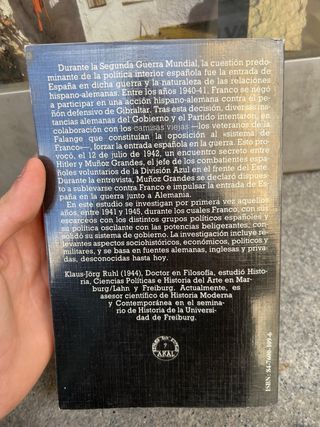 Durante la Segunda Guerra Mundial, la cuestión predo-
minante de la política interior española fue la entrada de
España en dicha guerra y la naturaleza de las relaciones
hispano-alemanas. Entre los años 1940-41, Franco se negó
a participar en una acción hispano-alemana contra el pe-
ñón defensivo de Gibraltar. Tras esta decisión, diversas ins-
tancias alemanas del Gobierno y el Partido intentaron, en
colaboración con los camisas viejas —los veteranos de la
Falange que constituían la oposición al «sistema de
Franco»—, forzar la entrada española en la guerra. Esto pro-
vocó, el 12 de julio de 1942, un encuentro secreto entre
Hitler y Muñoz Grandes, el jefe de los combatientes espa-
ñoles voluntarios de la División Azul en el frente del Este.
Durante la entrevista, Muñoz Grandes se declaró dispues-
to a sublevarse contra Franco e impulsar la entrada de Es-
paña en la guerra junto a Alemania.
En este estudio se investigan por primera vez aquellos
años, entre 1941 y 1945, durante los cuales Franco, con sus
escarceos con los distintos grupos políticos españoles y
su política oscilante con las potencias beligerantes, con-
solidó su sistema de gobierno. La investigación incluye re-
levantes aspectos sociohistóricos, económicos, políticos y
militares, y se basa en fuentes alemanas, inglesas y priva-
das, desconocidas hasta hoy.
Klaus-Jörg Ruhl (1944), Doctor en Filosofía, estudió Histo-
ria, Ciencias Políticas e Historia del Arte en Mar-
burg/Lahn y Freiburg. Actualmente, es
asesor científico de Historia Moderna
y Contemporánea en el semina-
rio de Historia de la Universi-
dad de Freiburg.
AKAL
ISBN: 84-7600-109-6